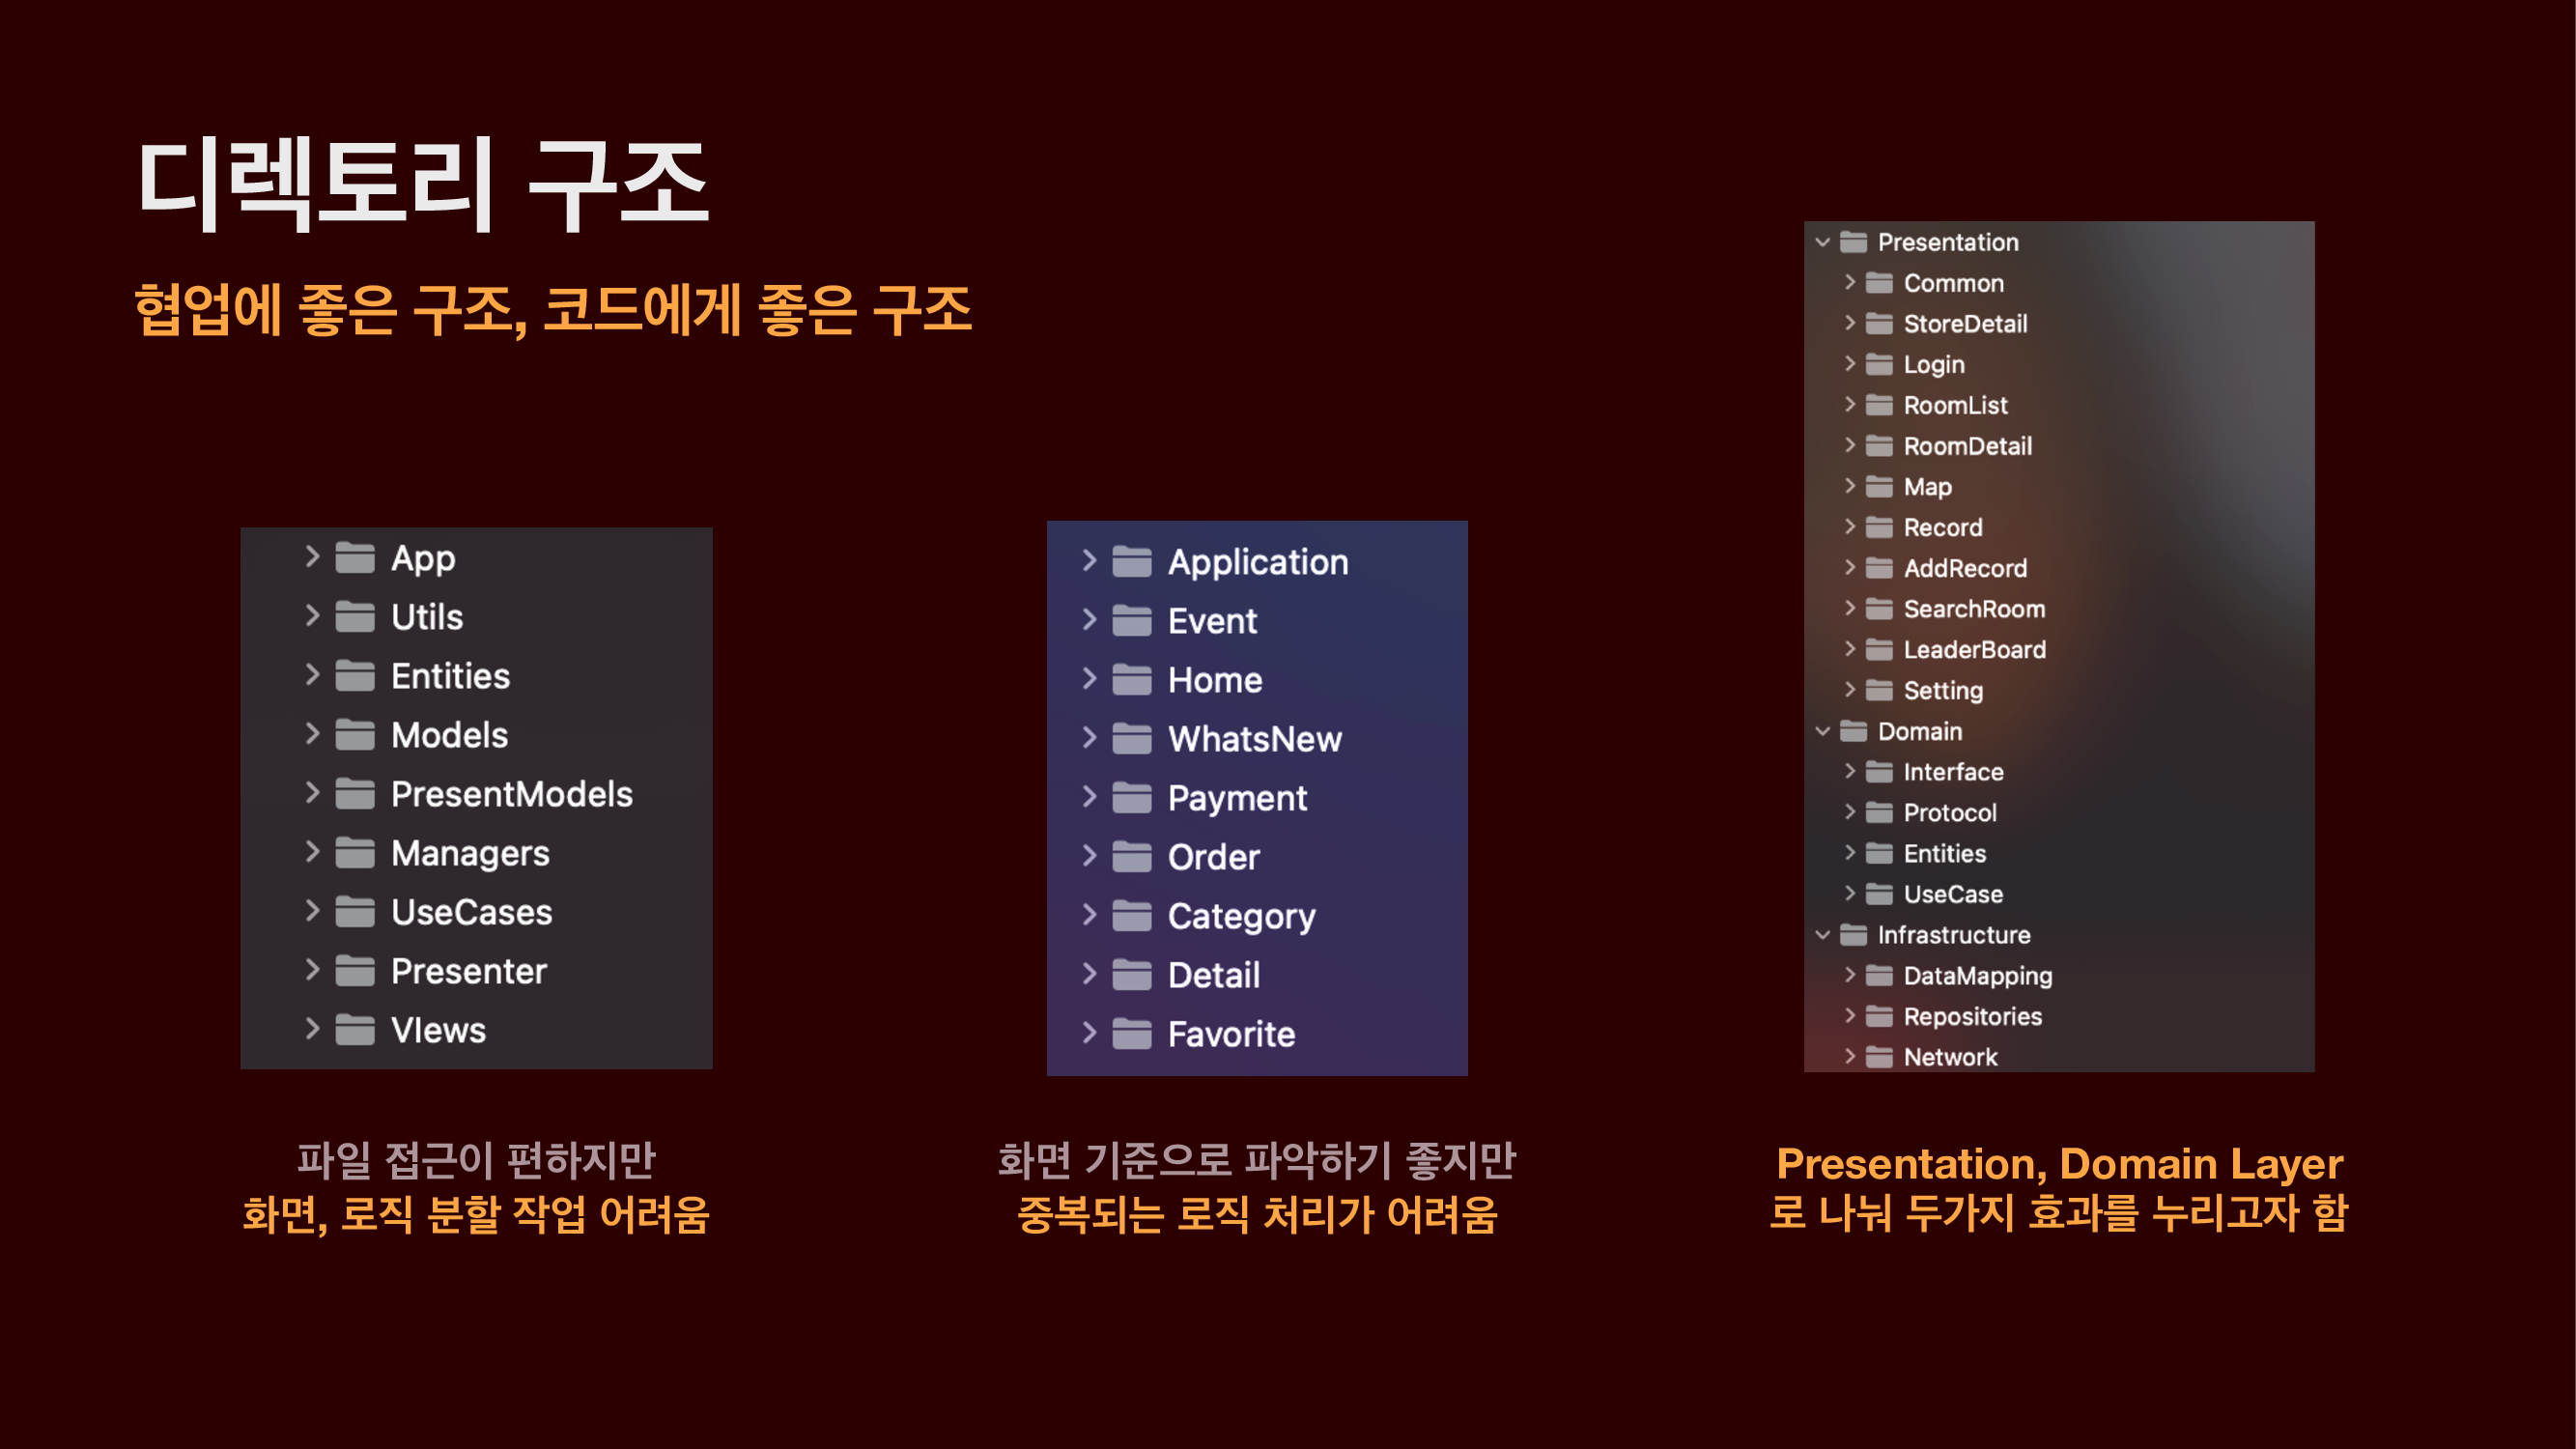 디렉토리 구조
협업에 좋은 구조, 코드에게 좋은 구조
App
Utils
Entities
Models
PresentModels
Managers
UseCases
Presenter
VIews
파일 접근이 편하지만
화면, 로직 분할 작업 어려움
Application
Event
Home
WhatsNew
Payment
Order
Category
Detail
Favorite
화면 기준으로 파악하기 좋지만
중복되는 로직 처리가 어려움
Presentation
Common
StoreDetail
Login
RoomList
RoomDetail
Map
Record
AddRecord
SearchRoom
LeaderBoard
Setting
Domain
Interface
Protocol
Entities
UseCase
Infrastructure
DataMapping
Repositories
Network
Presentation, Domain Layer
로 나눠 두가지 효과를 누리고자 함